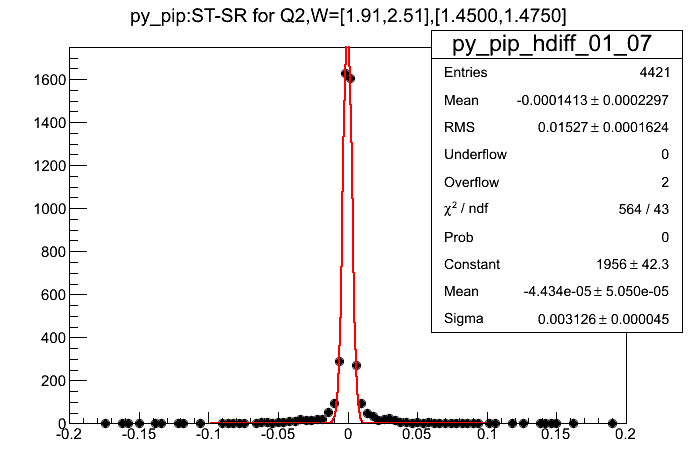 py_pip:ST-SR for Q2,W=[1.91,2.51],[1.4500,1.4750]
py_pip_hdiff_01_07
Entries 4421
Mean -0.0001413 ± 0.0002297
RMS 0.01527 ± 0.0001624
Underflow 0
Overflow 2
χ² / ndf 564 / 43
Prob 0
Constant 1956 ± 42.3
Mean -4.434e-05 ± 5.050e-05
Sigma 0.003126 ± 0.000045
1600
1400
1200
1000
800
600
400
200
0
-0.2 -0.15 -0.1 -0.05 0 0.05 0.1 0.15 0.2